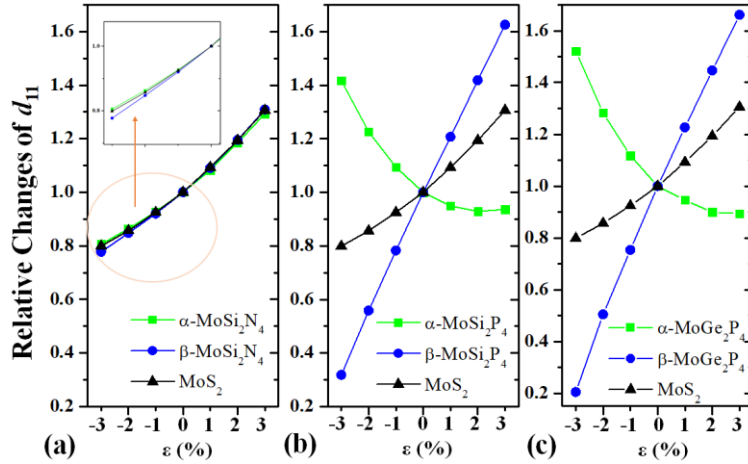 Relative Changes of d₁₁
1.6
1.4
1.2
1.0
0.8
0.6
0.4
0.2
1.0
α-MoSi₂N₄
β-MoSi₂N₄
MoS₂
-3 -2 -1 0 1 2 3
(a)
ε (%)
1.6
1.4
1.2
1.0
0.8
0.6
0.4
0.2
α-MoSi₂P₄
β-MoSi₂P₄
MoS₂
-3 -2 -1 0 1 2 3
(b)
ε (%)
1.6
1.4
1.2
1.0
0.8
0.6
0.4
0.2
α-MoGe₂P₄
β-MoGe₂P₄
MoS₂
-3 -2 -1 0 1 2 3
(c)
ε (%)